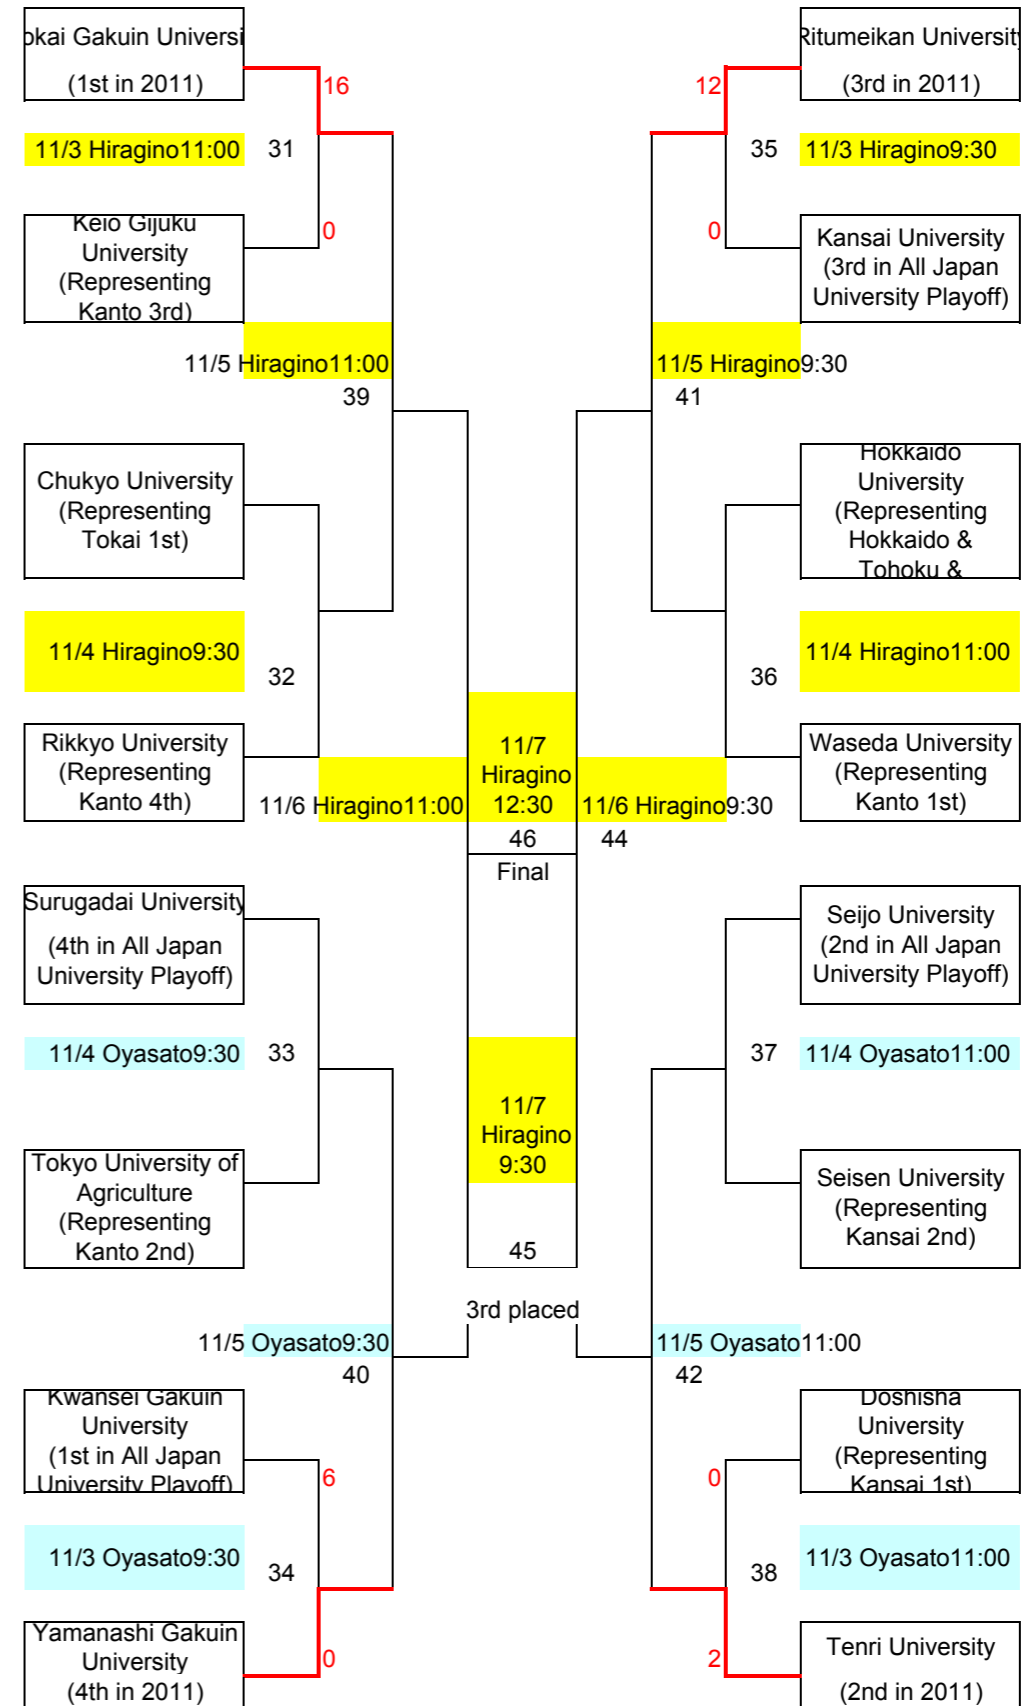 okai Gakuin Universi
(1st in 2011)
16
11/3 Hiragino11:00
31
Keio Gijuku
University
(Representing
Kanto 3rd)
0
11/5 Hiragino11:00
39
Chukyo University
(Representing
Tokai 1st)
11/4 Hiragino9:30
32
Rikkyo University
(Representing
Kanto 4th)
11/6 Hiragino11:00
Surugadai University
(4th in All Japan
University Playoff)
11/4 Oyasato9:30
33
Tokyo University of
Agriculture
(Representing
Kanto 2nd)
11/5 Oyasato9:30
40
Kwansei Gakuin
University
(1st in All Japan
University Playoff)
6
11/3 Oyasato9:30
34
Yamanashi Gakuin
University
(4th in 2011)
0
11/7
Hiragino
12:30
46
Final
11/7
Hiragino
9:30
45
3rd placed
Ritumeikan University
(3rd in 2011)
12
35
11/3 Hiragino9:30
0
Kansai University
(3rd in All Japan
University Playoff)
11/5 Hiragino9:30
41
Hokkaido
University
(Representing
Hokkaido &
Tohoku &
36
11/4 Hiragino11:00
Waseda University
(Representing
Kanto 1st)
11/6 Hiragino9:30
44
Seijo University
(2nd in All Japan
University Playoff)
37
11/4 Oyasato11:00
Seisen University
(Representing
Kansai 2nd)
11/5 Oyasato11:00
42
Doshisha
University
(Representing
Kansai 1st)
0
38
11/3 Oyasato11:00
2
Tenri University
(2nd in 2011)